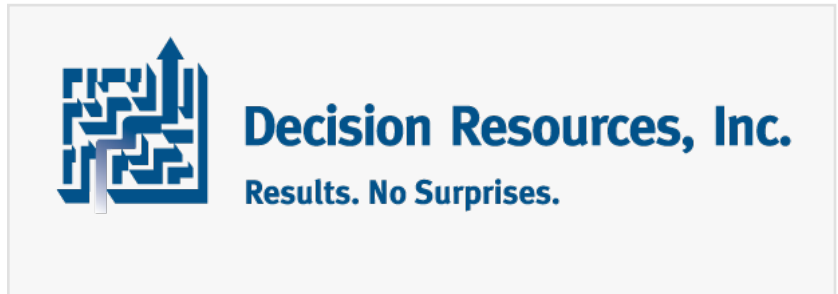 Decision Resources, Inc.
Results. No Surprises.